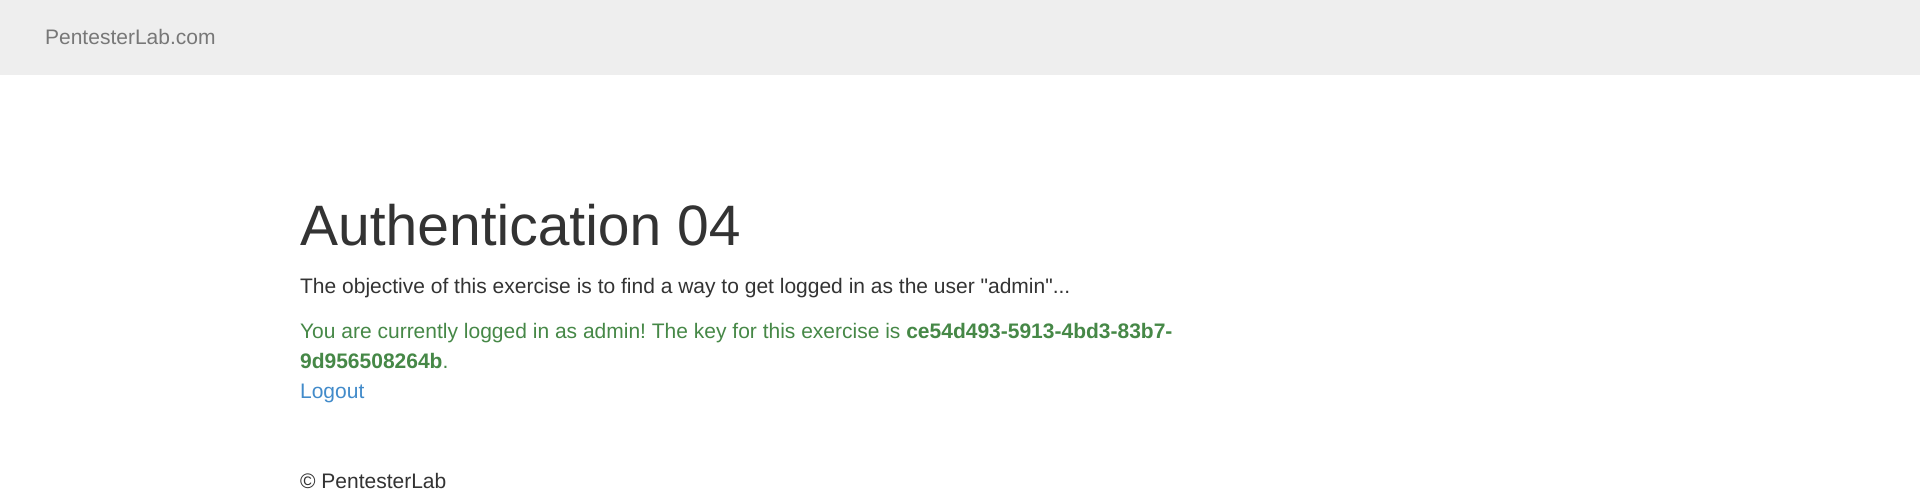 PentesterLab.com
Authentication 04
The objective of this exercise is to find a way to get logged in as the user "admin"...
You are currently logged in as admin! The key for this exercise is ce54d493-5913-4bd3-83b7-
9d956508264b.
Logout
© PentesterLab